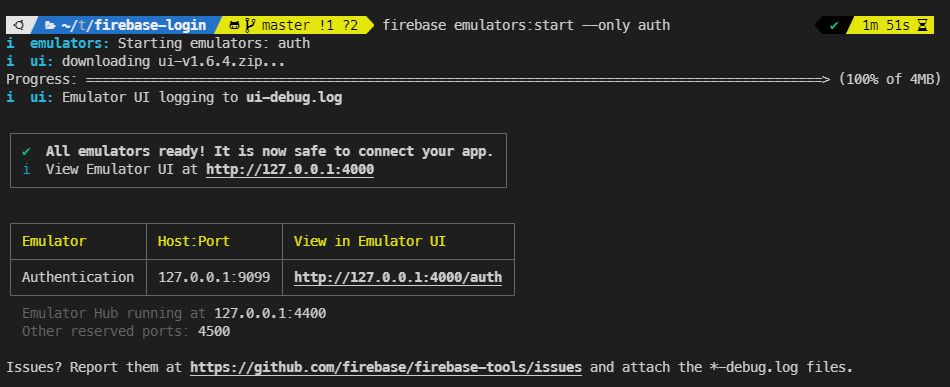 ~/t/firebase-login master !1 ?2 firebase emulators:start --only auth ✔ 1m 51s
i emulators: Starting emulators: auth
i ui: downloading ui-v1.6.4.zip...
Progress: ============================================================================================> (100% of 4MB)
i ui: Emulator UI logging to ui-debug.log
✔ All emulators ready! It is now safe to connect your app.
i View Emulator UI at http://127.0.0.1:4000
Emulator Host:Port View in Emulator UI
Authentication 127.0.0.1:9099 http://127.0.0.1:4000/auth
Emulator Hub running at 127.0.0.1:4400
Other reserved ports: 4500
Issues? Report them at https://github.com/firebase/firebase-tools/issues and attach the *-debug.log files.